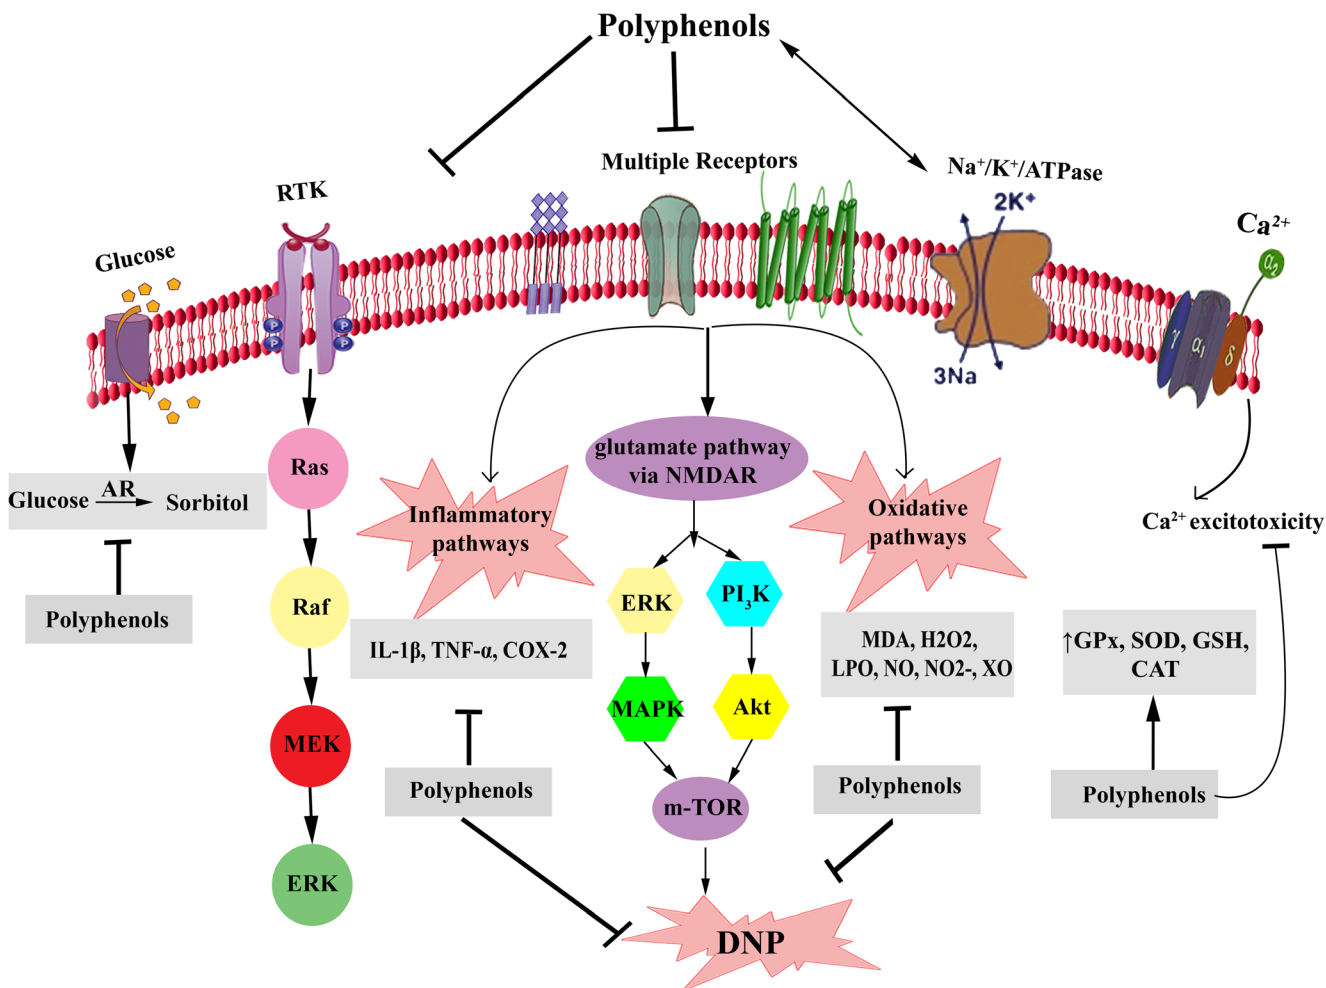 Polyphenols
Multiple Receptors
Na⁺/K⁺/ATPase
RTK
2K⁺
Ca²⁺
Glucose
α₂
P
P
P
P
γ
α₁
δ
3Na
glutamate pathway
via NMDAR
Ras
Glucose
AR
Sorbitol
Inflammatory
pathways
Oxidative
pathways
Ca²⁺ excitotoxicity
Polyphenols
Raf
ERK
PI₃K
IL-1β, TNF-α, COX-2
MDA, H2O2,
LPO, NO, NO2-, XO
↑GPx, SOD, GSH,
CAT
MAPK
Akt
MEK
Polyphenols
m-TOR
Polyphenols
Polyphenols
ERK
DNP